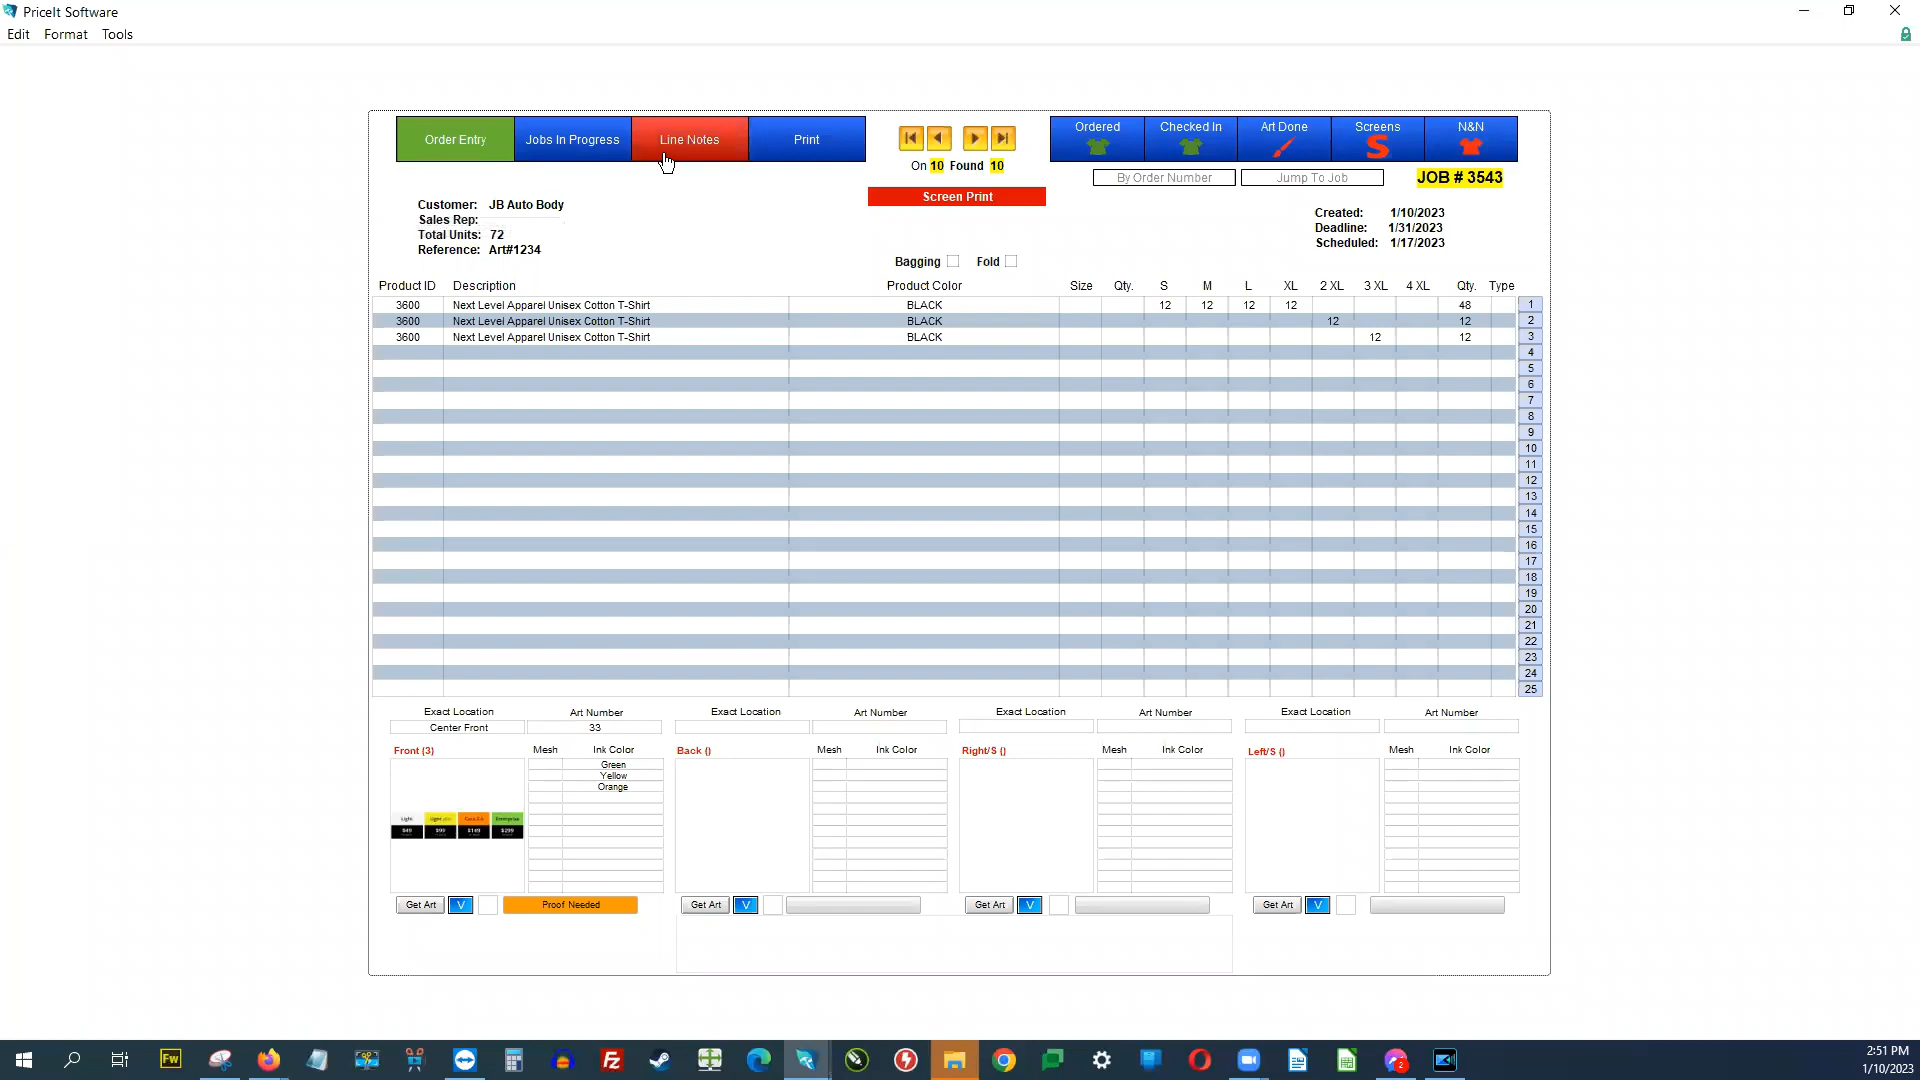 PriceIt Software
Edit Format Tools
Order Entry Jobs In Progress Line Notes Print
On 10 Found 10
Ordered Checked In Art Done Screens N&N
S
By Order Number Jump To Job JOB # 3543
Screen Print
Customer: JB Auto Body
Sales Rep:
Total Units: 72
Reference: Art#1234
Created: 1/10/2023
Deadline: 1/31/2023
Scheduled: 1/17/2023
Bagging Fold
Product ID Description Product Color Size Qty. S M L XL 2 XL 3 XL 4 XL Qty. Type
3600 Next Level Apparel Unisex Cotton T-Shirt BLACK 12 12 12 12 48 1
3600 Next Level Apparel Unisex Cotton T-Shirt BLACK 12 12 2
3600 Next Level Apparel Unisex Cotton T-Shirt BLACK 12 12 3
4
5
6
7
8
9
10
11
12
13
14
15
16
17
18
19
20
21
22
23
24
25
Exact Location Art Number Exact Location Art Number Exact Location Art Number Exact Location Art Number
Center Front 33
Front (3) Mesh Ink Color Back () Mesh Ink Color Right/S () Mesh Ink Color Left/S () Mesh Ink Color
Green
Yellow
Orange
Light
Enterprise
$49 $99 $149 $299
Get Art V Proof Needed Get Art V Get Art V Get Art V
Fw
FZ
2
2:51 PM
1/10/2023